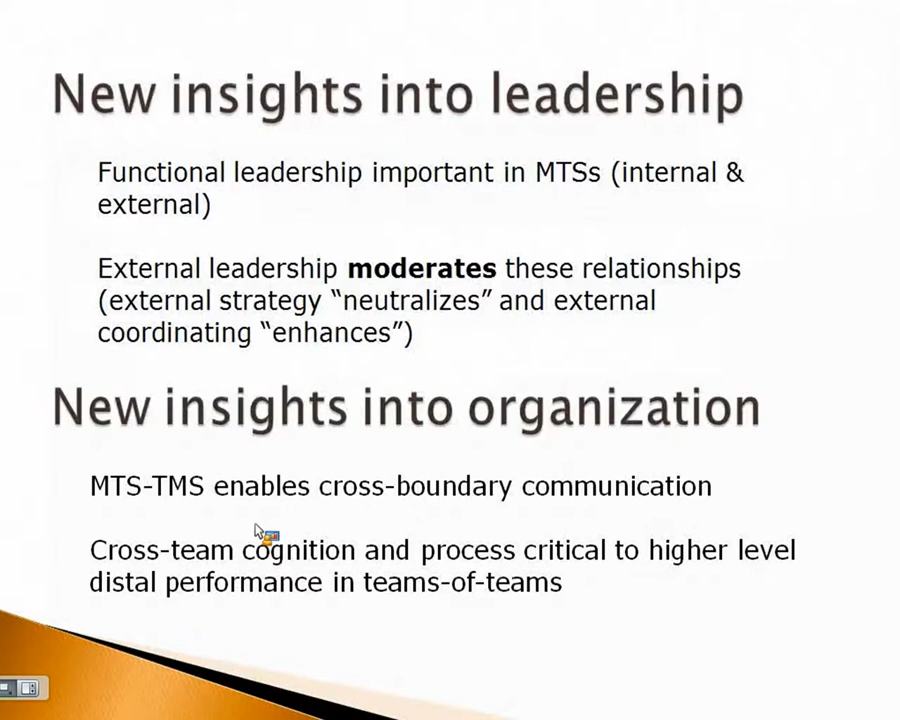 New insights into leadership
Functional leadership important in MTSs (internal &
external)
External leadership moderates these relationships
(external strategy “neutralizes” and external
coordinating “enhances”)
New insights into organization
MTS-TMS enables cross-boundary communication
Cross-team cognition and process critical to higher level
distal performance in teams-of-teams